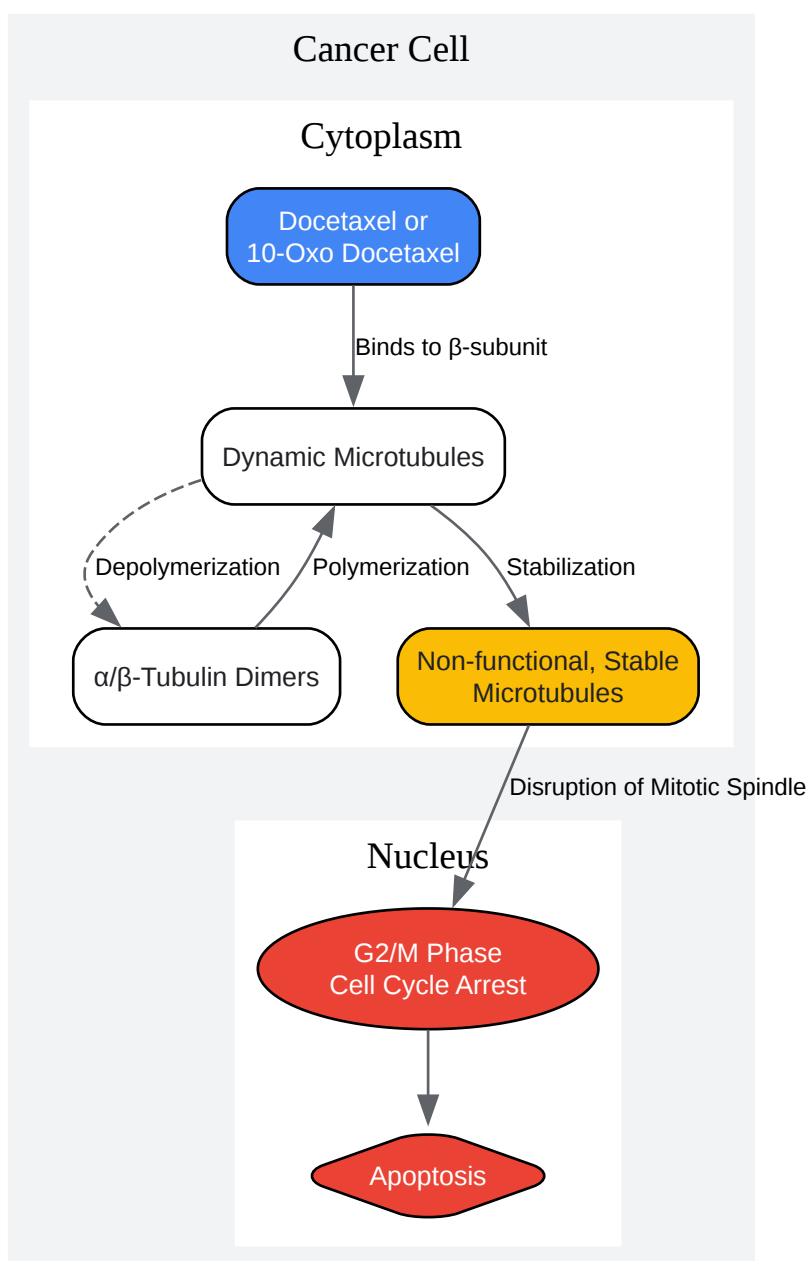 Cancer Cell
Cytoplasm
Docetaxel or
10-Oxo Docetaxel
Binds to β-subunit
Dynamic Microtubules
Depolymerization
Polymerization
Stabilization
α/β-Tubulin Dimers
Non-functional, Stable
Microtubules
Disruption of Mitotic Spindle
Nucleus
G2/M Phase
Cell Cycle Arrest
Apoptosis